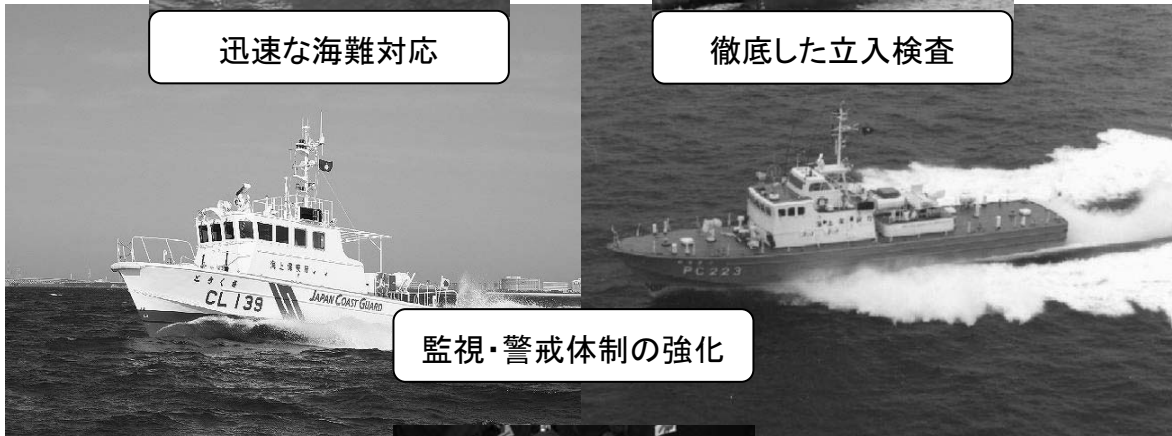 迅速な海難対応
徹底した立入検査
海上保安庁
CL 139
JAPAN COAST GUARD
PC 223
監視・警戒体制の強化